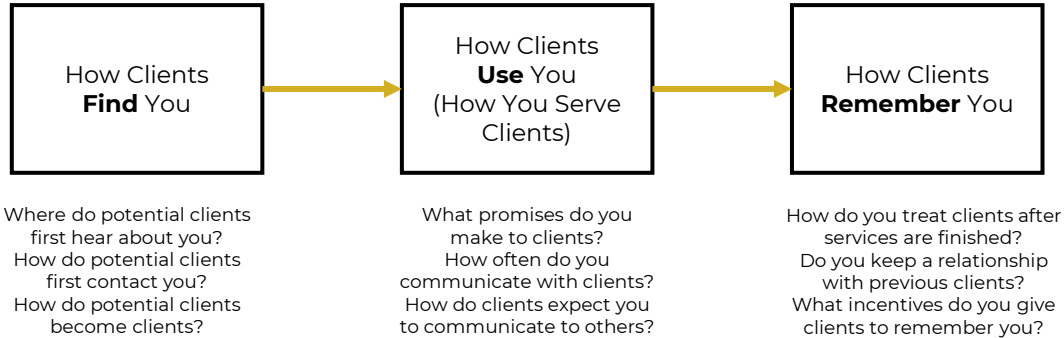 How Clients
Find You
How Clients
Use You
(How You Serve
Clients)
How Clients
Remember You
Where do potential clients
first hear about you?
How do potential clients
first contact you?
How do potential clients
become clients?
What promises do you
make to clients?
How often do you
communicate with clients?
How do clients expect you
to communicate to others?
How do you treat clients after
services are finished?
Do you keep a relationship
with previous clients?
What incentives do you give
clients to remember you?